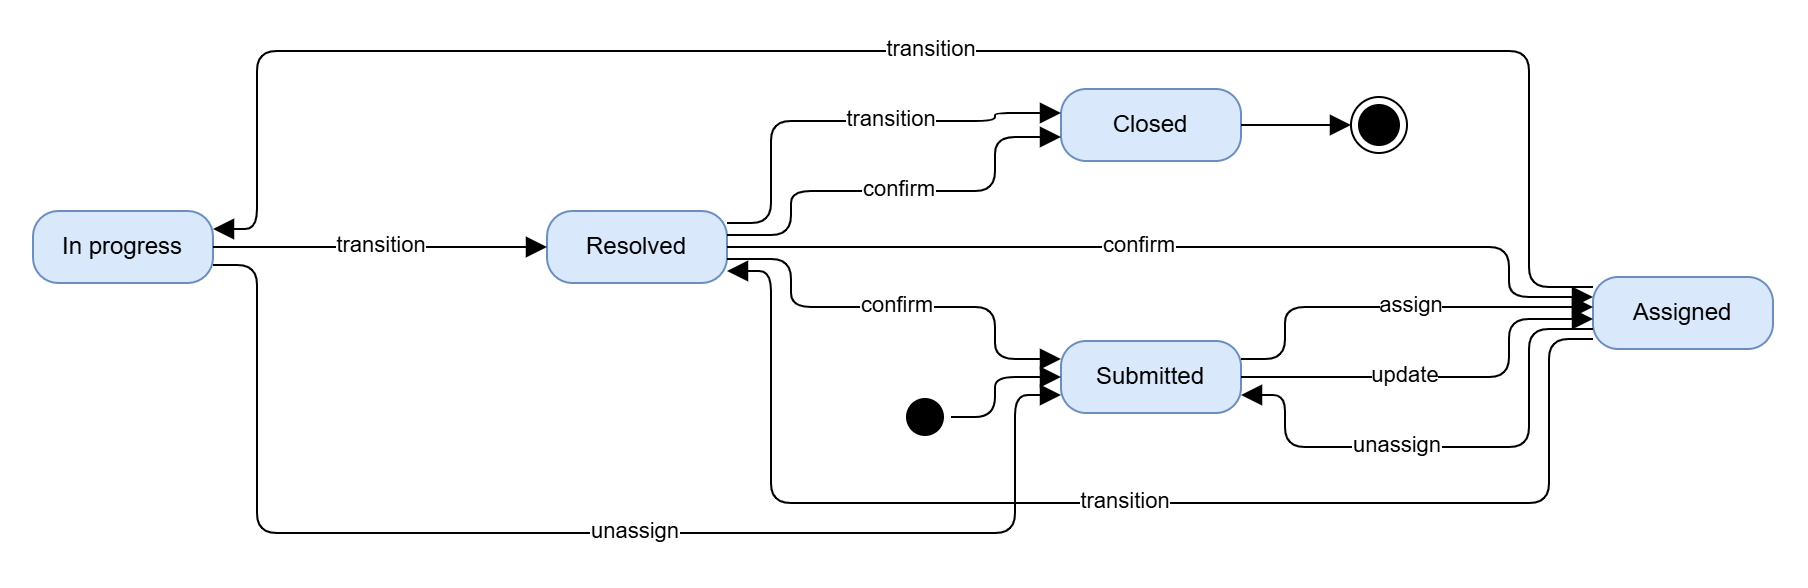 transition
transition
Closed
confirm
In progress
transition
Resolved
confirm
confirm
assign
Assigned
Submitted
update
unassign
transition
unassign